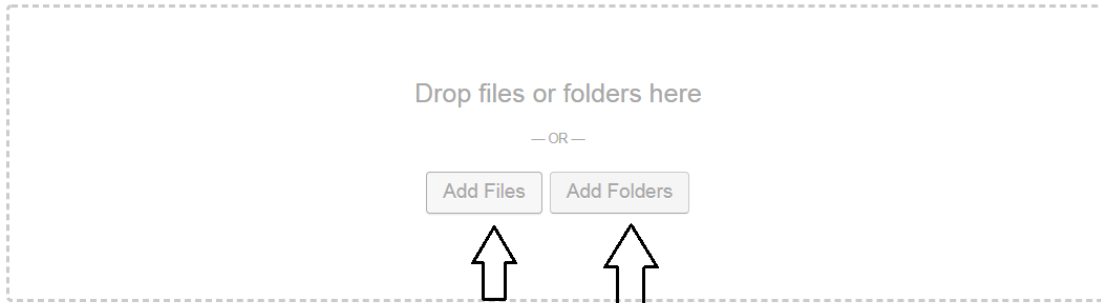 Drop files or folders here
— OR —
Add Files Add Folders